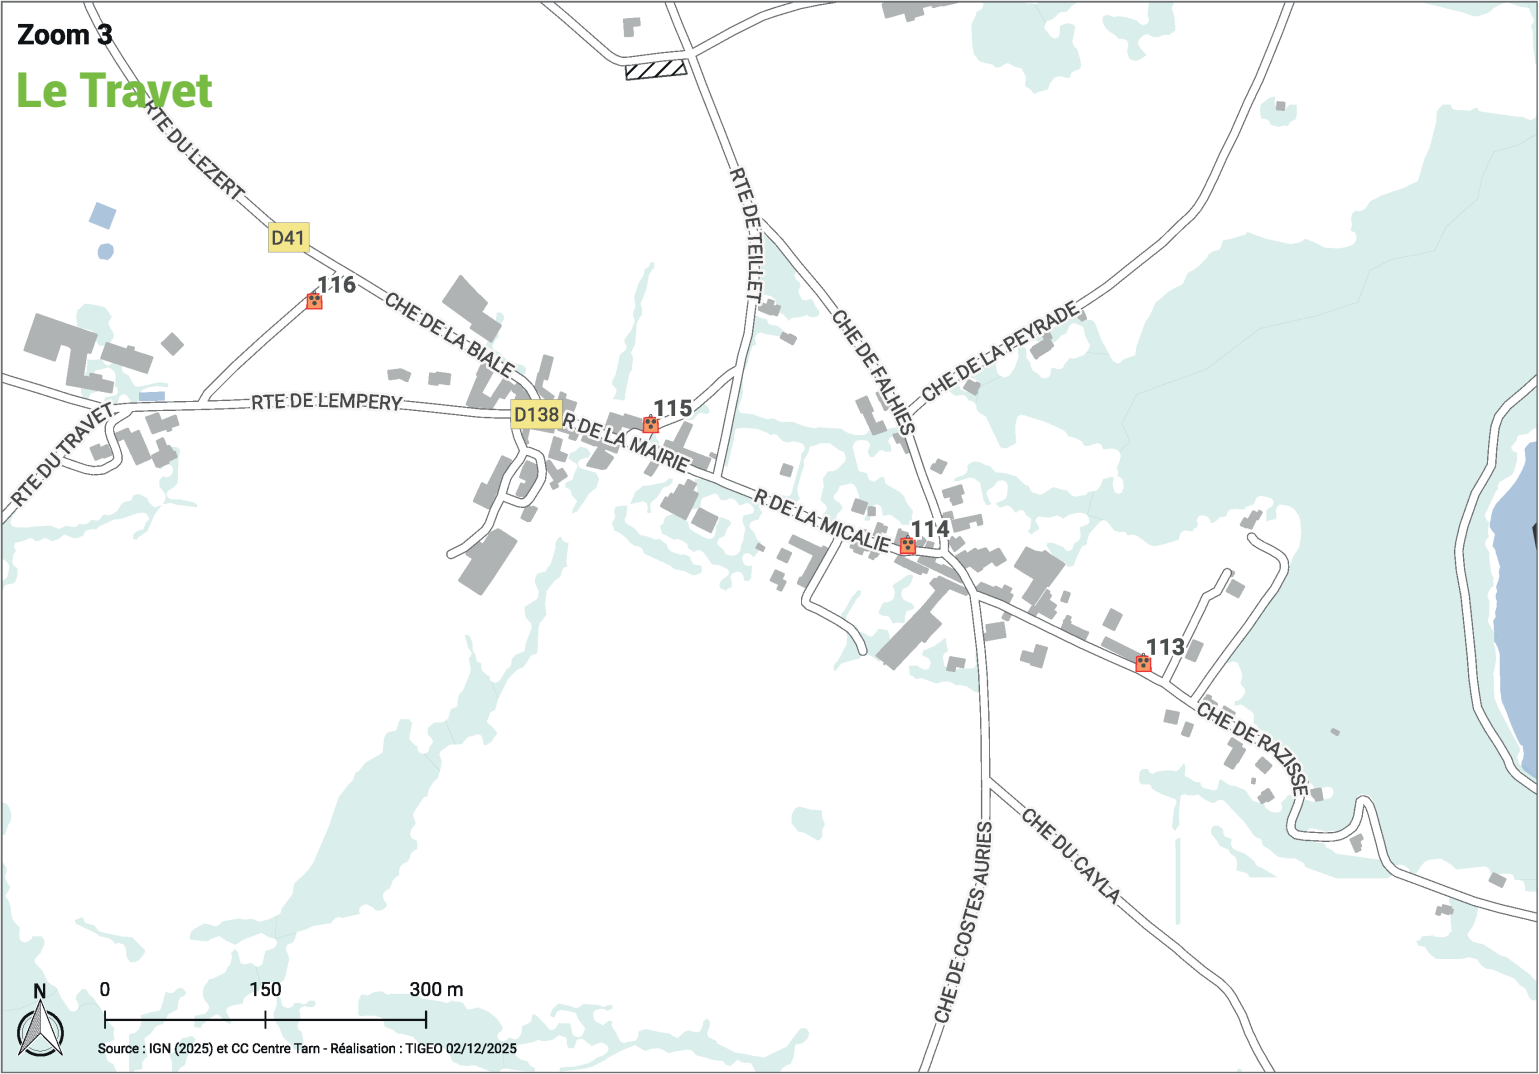 Zoom 3
Le Travet
RTE DU LEZERT
D41
116
CHE DE LA BIALE
RTE DE TEILLET
CHE DE FALHIES
CHE DE LA PEYRADE
RTE DE LEMPERY
D138
R DE LA MAIRIE
115
RTE DU TRAVET
R DE LA MICALIE
114
113
CHE DE RAZISSE
CHE DU CAYLA
CHE DE COSTES AURIES
N
0 150 300 m
Source : IGN (2025) et CC Centre Tarn - Réalisation : TIGEO 02/12/2025